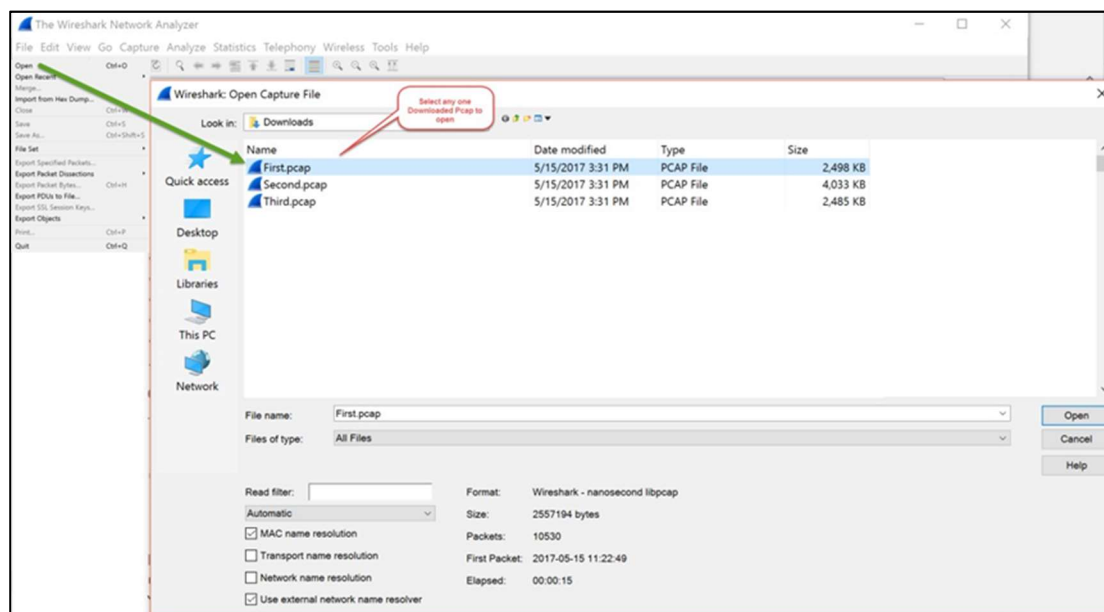 The Wireshark Network Analyzer
File Edit View Go Capture Analyze Statistics Telephony Wireless Tools Help
Open Ctrl+O
Open Recent
Merge...
Import from Hex Dump...
Close
Save Ctrl+S
Save As... Ctrl+Shift+S
File Set
Export Specified Packets...
Export Packet Dissections
Export Packet Bytes... Ctrl+H
Export PDUs to File...
Export SSL Session Keys...
Export Objects
Print... Ctrl+P
Quit Ctrl+Q
Wireshark: Open Capture File
Select any one
Downloaded Pcap to
open
Look in: Downloads
Quick access
Desktop
Libraries
This PC
Network
Name Date modified Type Size
First.pcap 5/15/2017 3:31 PM PCAP File 2,498 KB
Second.pcap 5/15/2017 3:31 PM PCAP File 4,033 KB
Third.pcap 5/15/2017 3:31 PM PCAP File 2,485 KB
File name: First.pcap Open
Files of type: All Files Cancel
Help
Read filter: Format: Wireshark - nanosecond libpcap
Automatic Size: 2557194 bytes
MAC name resolution Packets: 10530
Transport name resolution First Packet: 2017-05-15 11:22:49
Network name resolution Elapsed: 00:00:15
Use external network name resolver